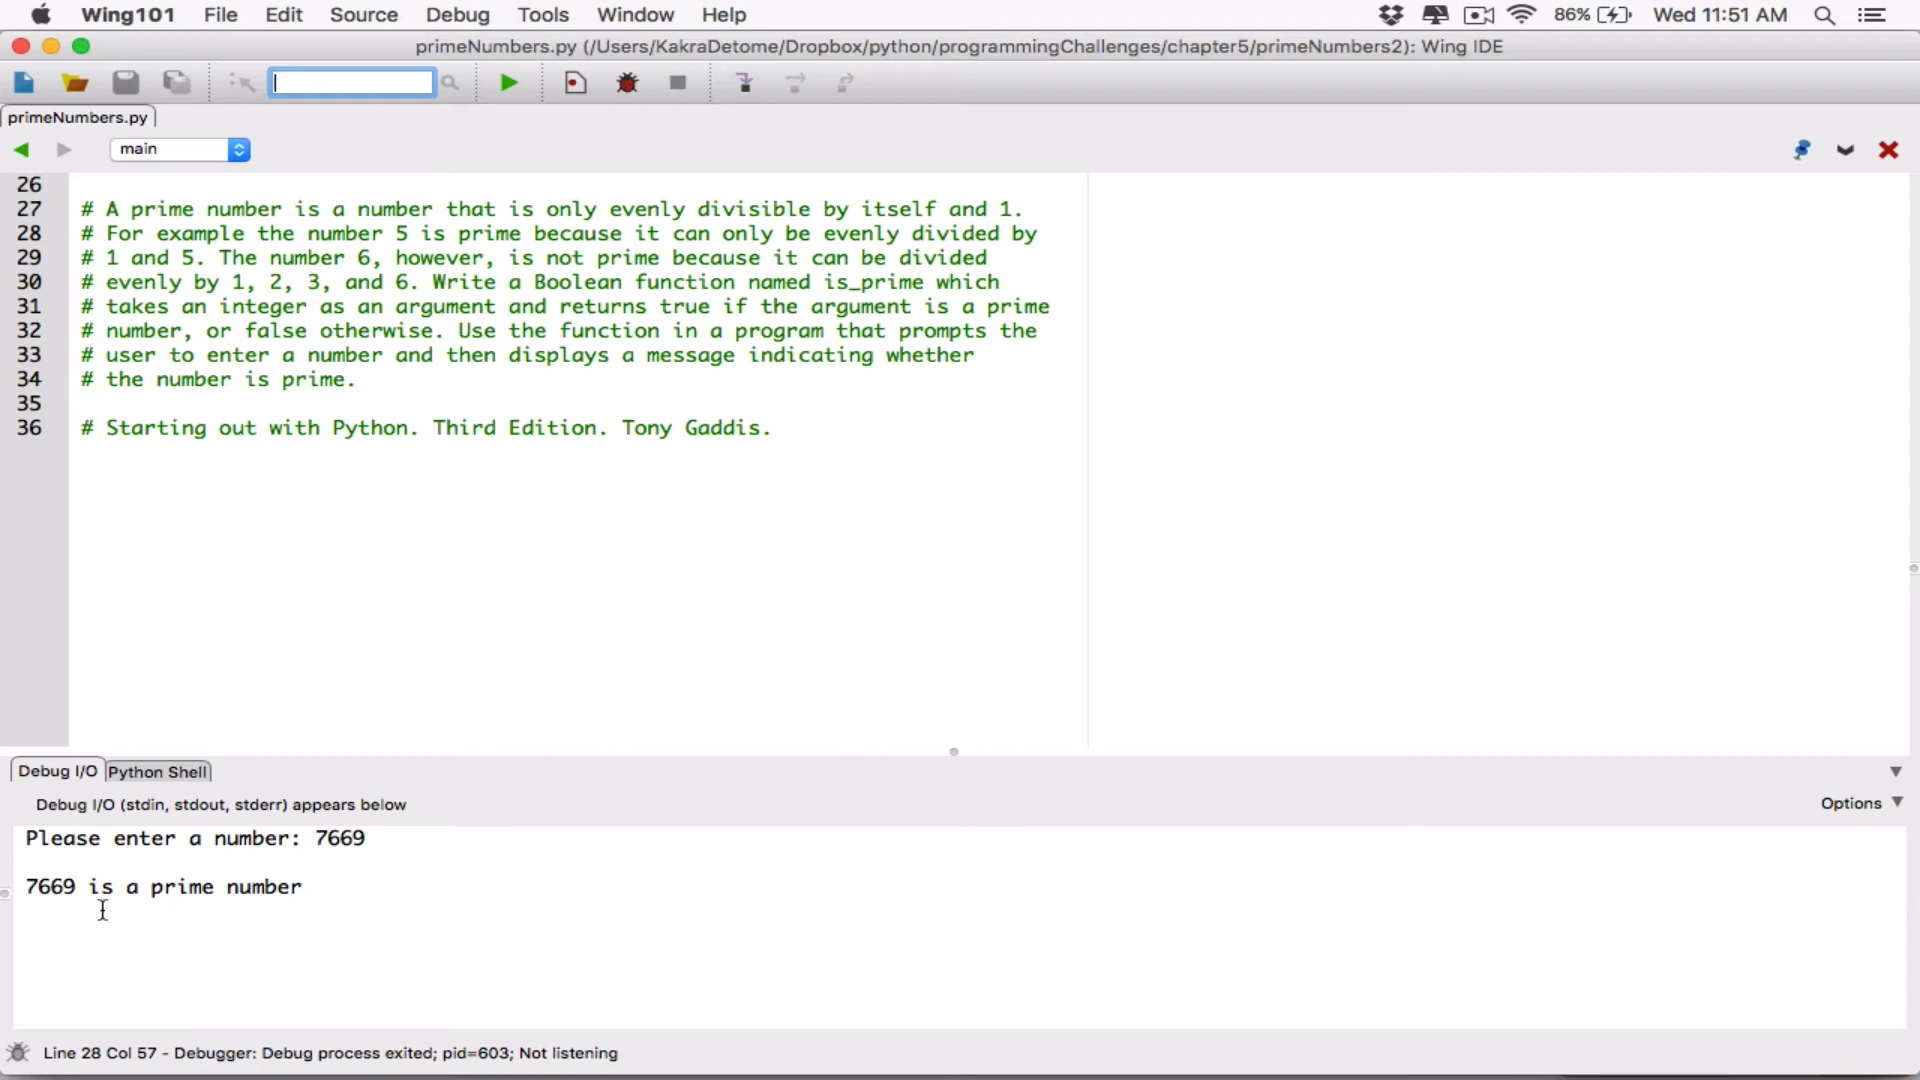 Wing101 File Edit Source Debug Tools Window Help 86% Wed 11:51 AM
primeNumbers.py (/Users/KakraDetome/Dropbox/python/programmingChallenges/chapter5/primeNumbers2): Wing IDE
primeNumbers.py
main
26
27 # A prime number is a number that is only evenly divisible by itself and 1.
28 # For example the number 5 is prime because it can only be evenly divided by
29 # 1 and 5. The number 6, however, is not prime because it can be divided
30 # evenly by 1, 2, 3, and 6. Write a Boolean function named is_prime which
31 # takes an integer as an argument and returns true if the argument is a prime
32 # number, or false otherwise. Use the function in a program that prompts the
33 # user to enter a number and then displays a message indicating whether
34 # the number is prime.
35
36 # Starting out with Python. Third Edition. Tony Gaddis.
Debug I/O Python Shell
Debug I/O (stdin, stdout, stderr) appears below Options
Please enter a number: 7669
7669 is a prime number
Line 28 Col 57 - Debugger: Debug process exited; pid=603; Not listening